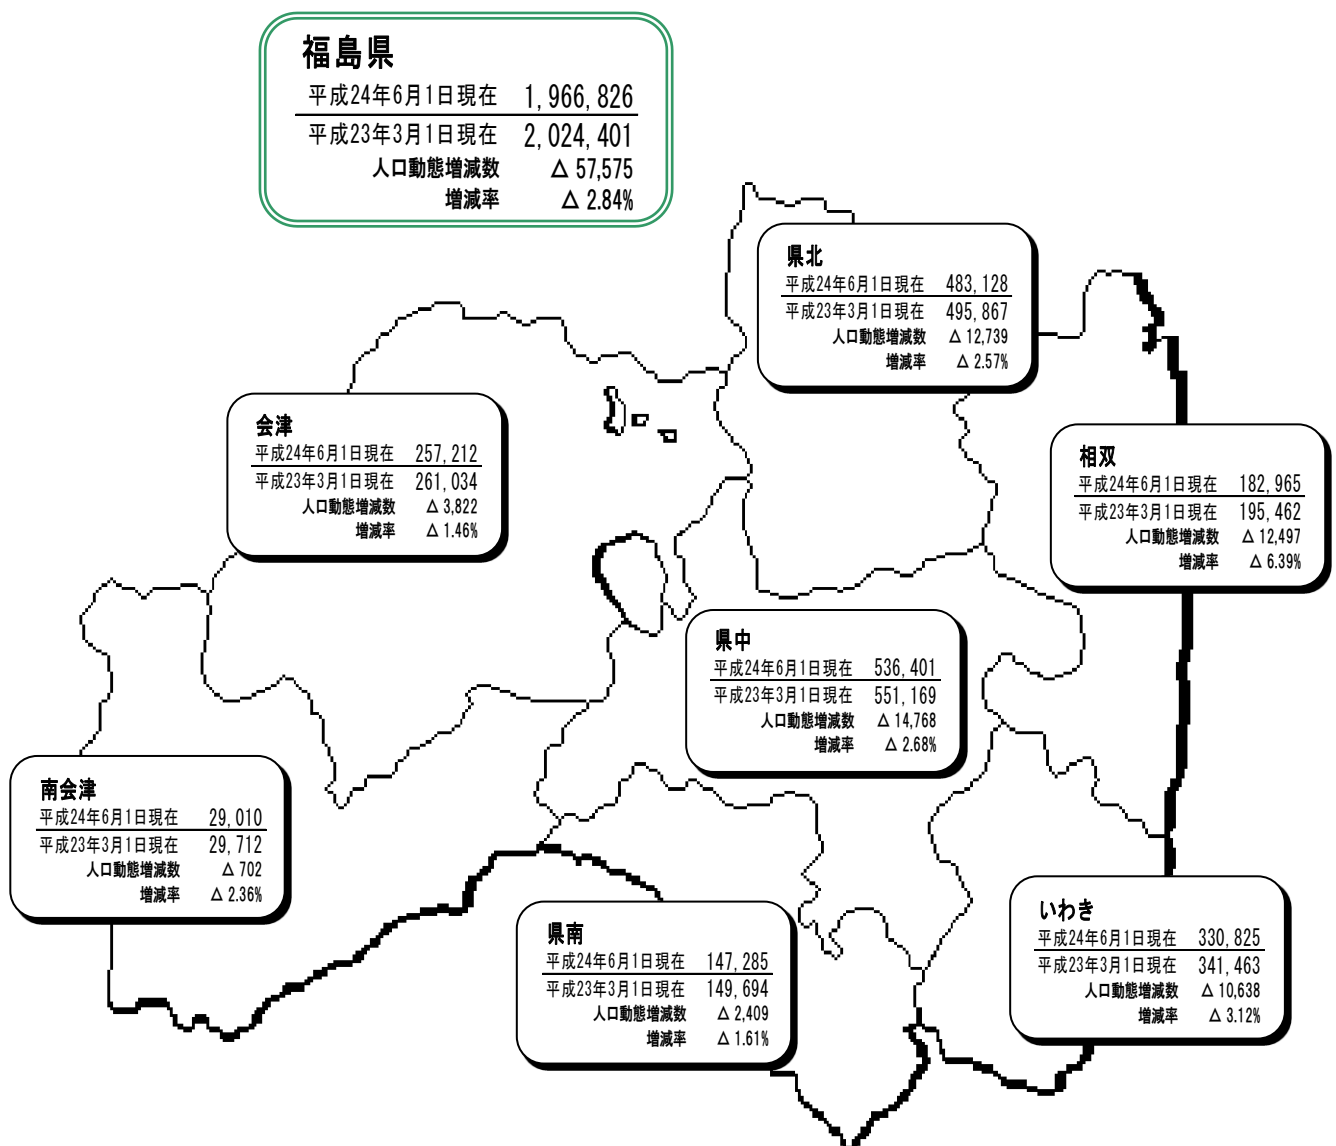 福島県
平成24年6月1日現在 1,966,826
平成23年3月1日現在 2,024,401
人口動態増減数 △ 57,575
増減率 △ 2.84%
県北
平成24年6月1日現在 483,128
平成23年3月1日現在 495,867
人口動態増減数 △ 12,739
増減率 △ 2.57%
会津
平成24年6月1日現在 257,212
平成23年3月1日現在 261,034
人口動態増減数 △ 3,822
増減率 △ 1.46%
相双
平成24年6月1日現在 182,965
平成23年3月1日現在 195,462
人口動態増減数 △ 12,497
増減率 △ 6.39%
県中
平成24年6月1日現在 536,401
平成23年3月1日現在 551,169
人口動態増減数 △ 14,768
増減率 △ 2.68%
南会津
平成24年6月1日現在 29,010
平成23年3月1日現在 29,712
人口動態増減数 △ 702
増減率 △ 2.36%
県南
平成24年6月1日現在 147,285
平成23年3月1日現在 149,694
人口動態増減数 △ 2,409
増減率 △ 1.61%
いわき
平成24年6月1日現在 330,825
平成23年3月1日現在 341,463
人口動態増減数 △ 10,638
増減率 △ 3.12%